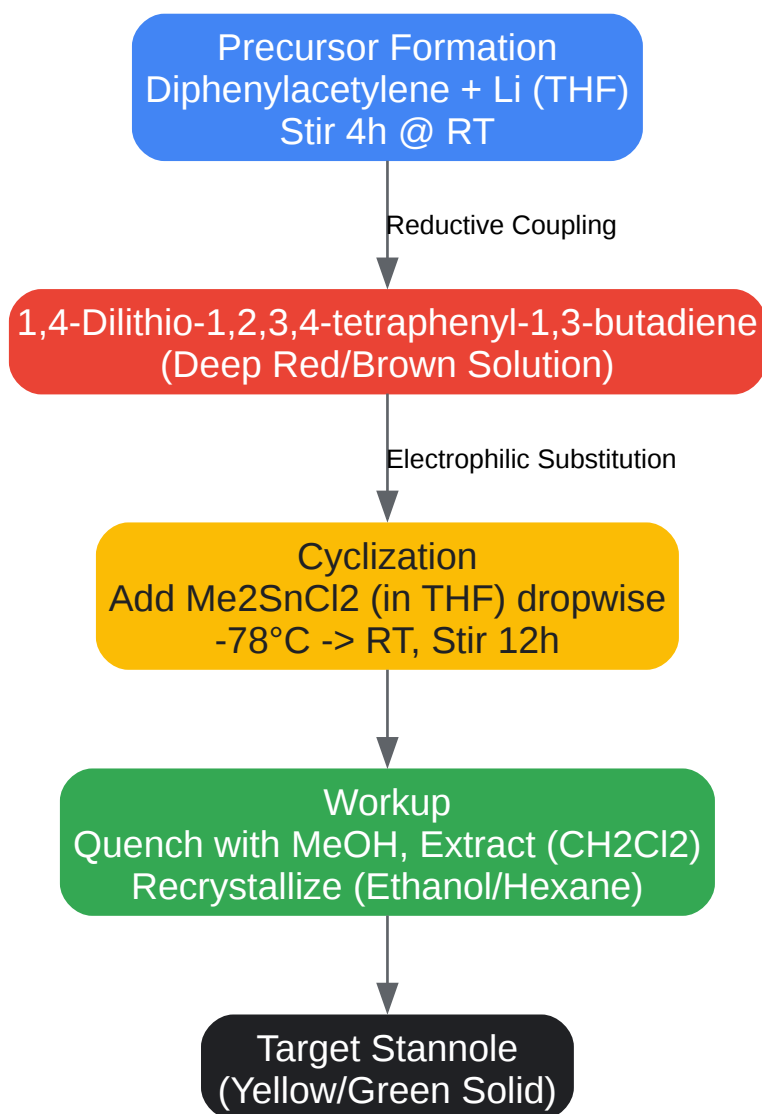 Precursor Formation
Diphenylacetylene + Li (THF)
Stir 4h @ RT
Reductive Coupling
1,4-Dilithio-1,2,3,4-tetraphenyl-1,3-butadiene
(Deep Red/Brown Solution)
Electrophilic Substitution
Cyclization
Add Me2SnCl2 (in THF) dropwise
-78°C -> RT, Stir 12h
Workup
Quench with MeOH, Extract (CH2Cl2)
Recrystallize (Ethanol/Hexane)
Target Stannole
(Yellow/Green Solid)